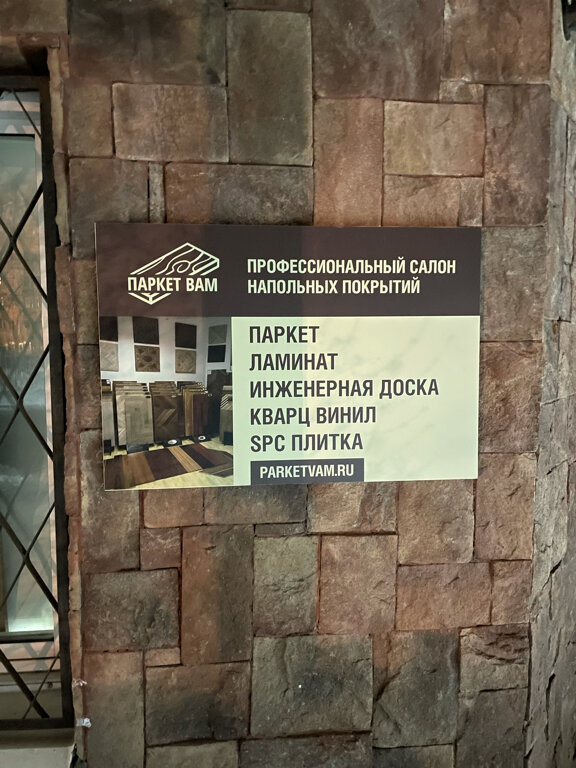 ПАРКЕТ ВАМ
ПРОФЕССИОНАЛЬНЫЙ САЛОН
НАПОЛЬНЫХ ПОКРЫТИЙ
ПАРКЕТ
ЛАМИНАТ
ИНЖЕНЕРНАЯ ДОСКА
КВАРЦ ВИНИЛ
SPC ПЛИТКА
PARKETVAM.RU